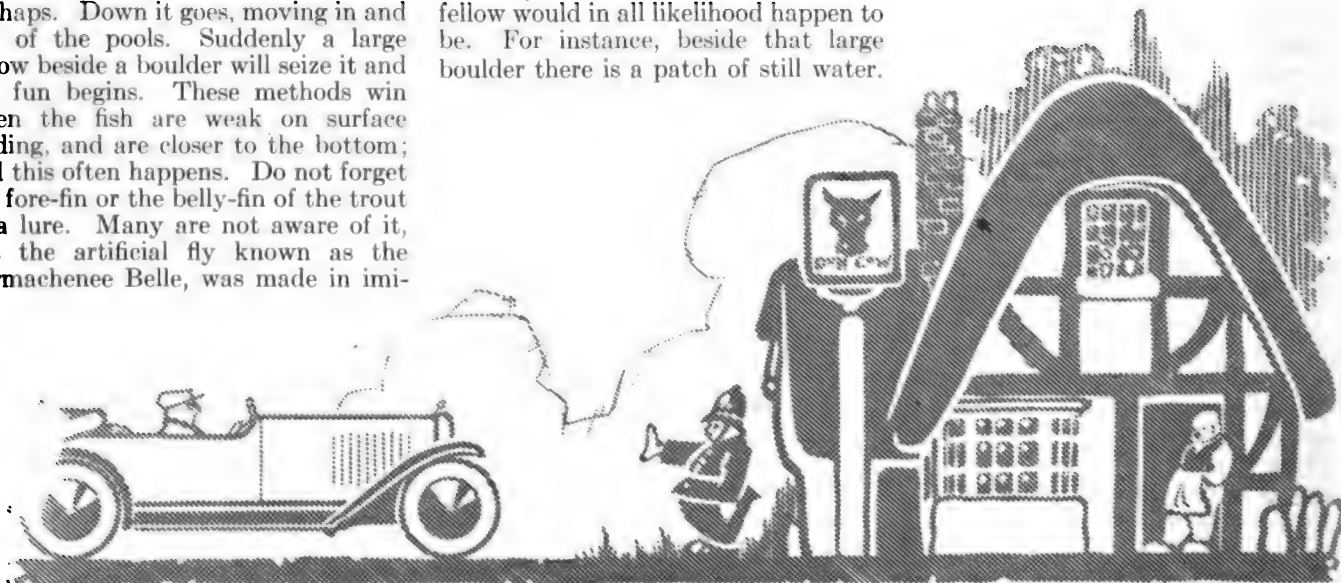 haps. Down it goes, moving in and
of the pools. Suddenly a large
beside a boulder will seize it and
fun begins. These methods win
the fish are weak on surface
and are closer to the bottom;
this often happens. Do not forget
fore-fin or the belly-fin of the trout
a lure. Many are not aware of it,
the artificial fly known as the
Belle, was made in imi-
fellow would in all likelihood happen to
be. For instance, beside that large
boulder there is a patch of still water.